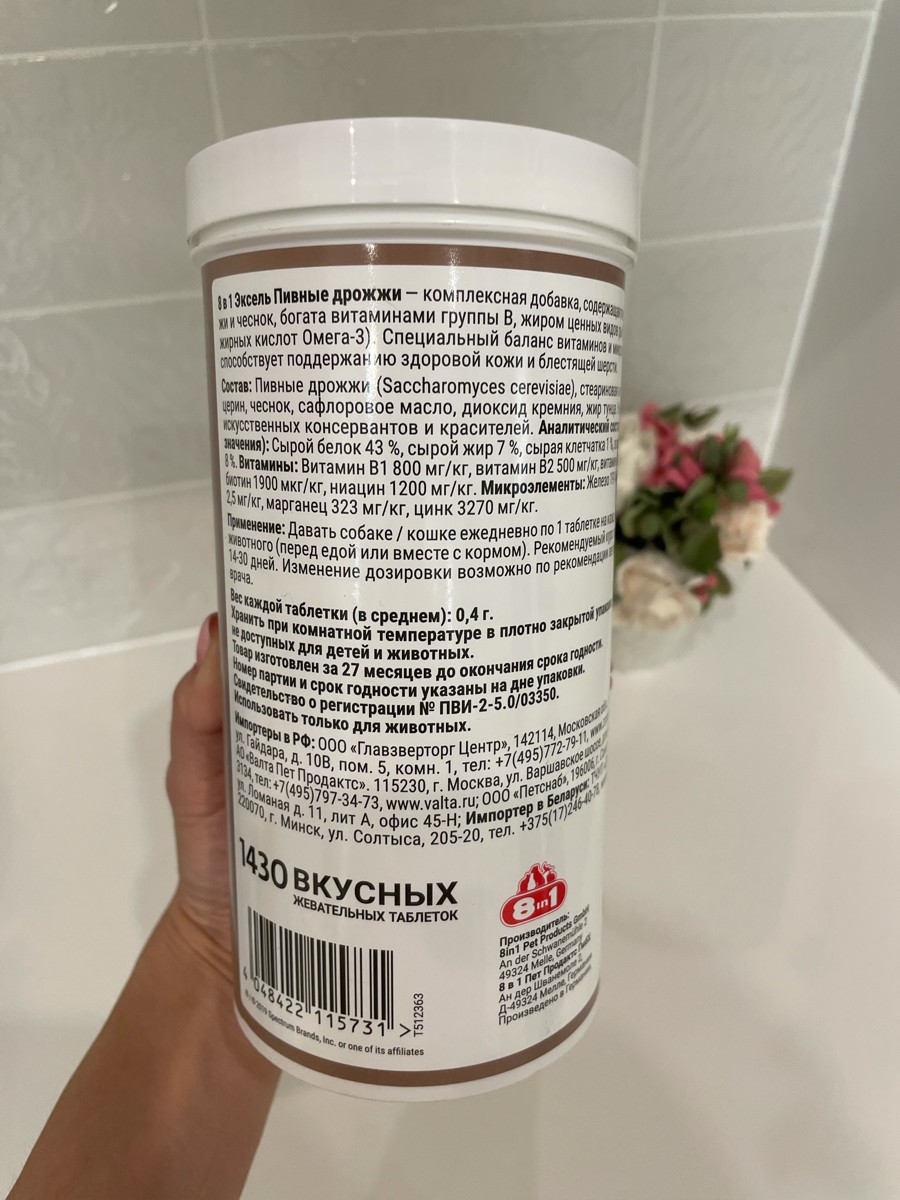 8 в 1 Эксель Пивные дрожжи — комплексная добавка,
жи и чеснок, богата витаминами группы В, жиром ценных видов
жирных кислот Омега-3). Специальный баланс витаминов и
способствует поддержанию здоровой кожи и блестящей шерсти.
Состав: Пивные дрожжи (Saccharomyces cerevisiae),
церин, чеснок, сафлоровое масло, диоксид кремния, жир
искусственных консервантов и красителей. Аналитический
значения): Сырой белок 43 %, сырой жир 7 %, сырая клетчатка 1 %,
8 %. Витамины: Витамин В1 800 мг/кг, витамин В2 500 мг/кг,
биотин 1900 мкг/кг, ниацин 1200 мг/кг. Микроэлементы: Железо
2,5 мг/кг, марганец 323 мг/кг, цинк 3270 мг/кг.
Применение: Давать собаке / кошке ежедневно по 1 таблетке на
животного (перед едой или вместе с кормом). Рекомендуемый
14-30 дней. Изменение дозировки возможно по рекомендации
врача.
Вес каждой таблетки (в среднем): 0,4 г.
Хранить при комнатной температуре в плотно закрытой
не доступных для детей и животных.
Товар изготовлен за 27 месяцев до окончания срока годности.
Номер партии и срок годности указаны на дне упаковки.
Свидетельство о регистрации № ПВИ-2-5.0/03350.
Использовать только для животных.
Импортеры в РФ: ООО «Главзверторг Центр», 142114, Московская
ул. Гайдара, д. 10В, пом. 5, комн. 1, тел: +7(495)772-79-11,
АО «Валта Пет Продактс». 115230, г. Москва, ул. Варшавское шоссе,
3134, тел: +7(495)797-34-73, www.valta.ru; ООО «Петснаб», 196006,
ул. Ломаная д. 11, лит А, офис 45-Н; Импортер в Беларуси:
220070, г. Минск, ул. Солтыса, 205-20, тел. +375(17)246-40-70,
1430 ВКУСНЫХ
ЖЕВАТЕЛЬНЫХ ТАБЛЕТОК
8in1
Производитель:
8in1 Pet Products GmbH
An der Schwanemühle 2
49324 Melle, Germany
8 в 1 Пет Продактс ГмбХ
Ан дер Шванемюле 2
Д-49324 Мелле, Германия
Произведено в Германии
4 048422 115731 >
T512363
2019 Spectrum Brands, Inc. or one of its affiliates